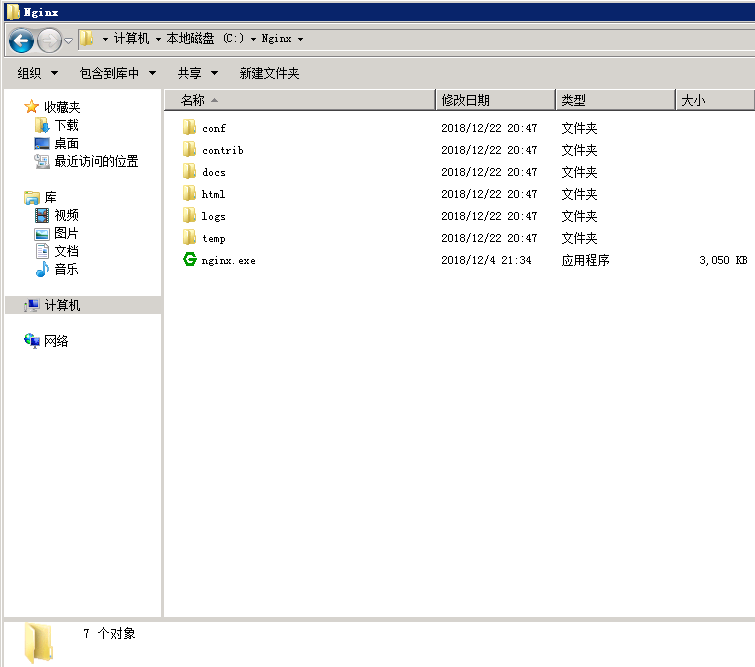 Nginx
计算机 本地磁盘 (C:) Nginx
组织 包含到库中 共享 新建文件夹
收藏夹
下载
桌面
最近访问的位置
库
视频
图片
文档
音乐
计算机
网络
名称 修改日期 类型 大小
conf 2018/12/22 20:47 文件夹
contrib 2018/12/22 20:47 文件夹
docs 2018/12/22 20:47 文件夹
html 2018/12/22 20:47 文件夹
logs 2018/12/22 20:47 文件夹
temp 2018/12/22 20:47 文件夹
nginx.exe 2018/12/4 21:34 应用程序 3,050 KB
7 个对象